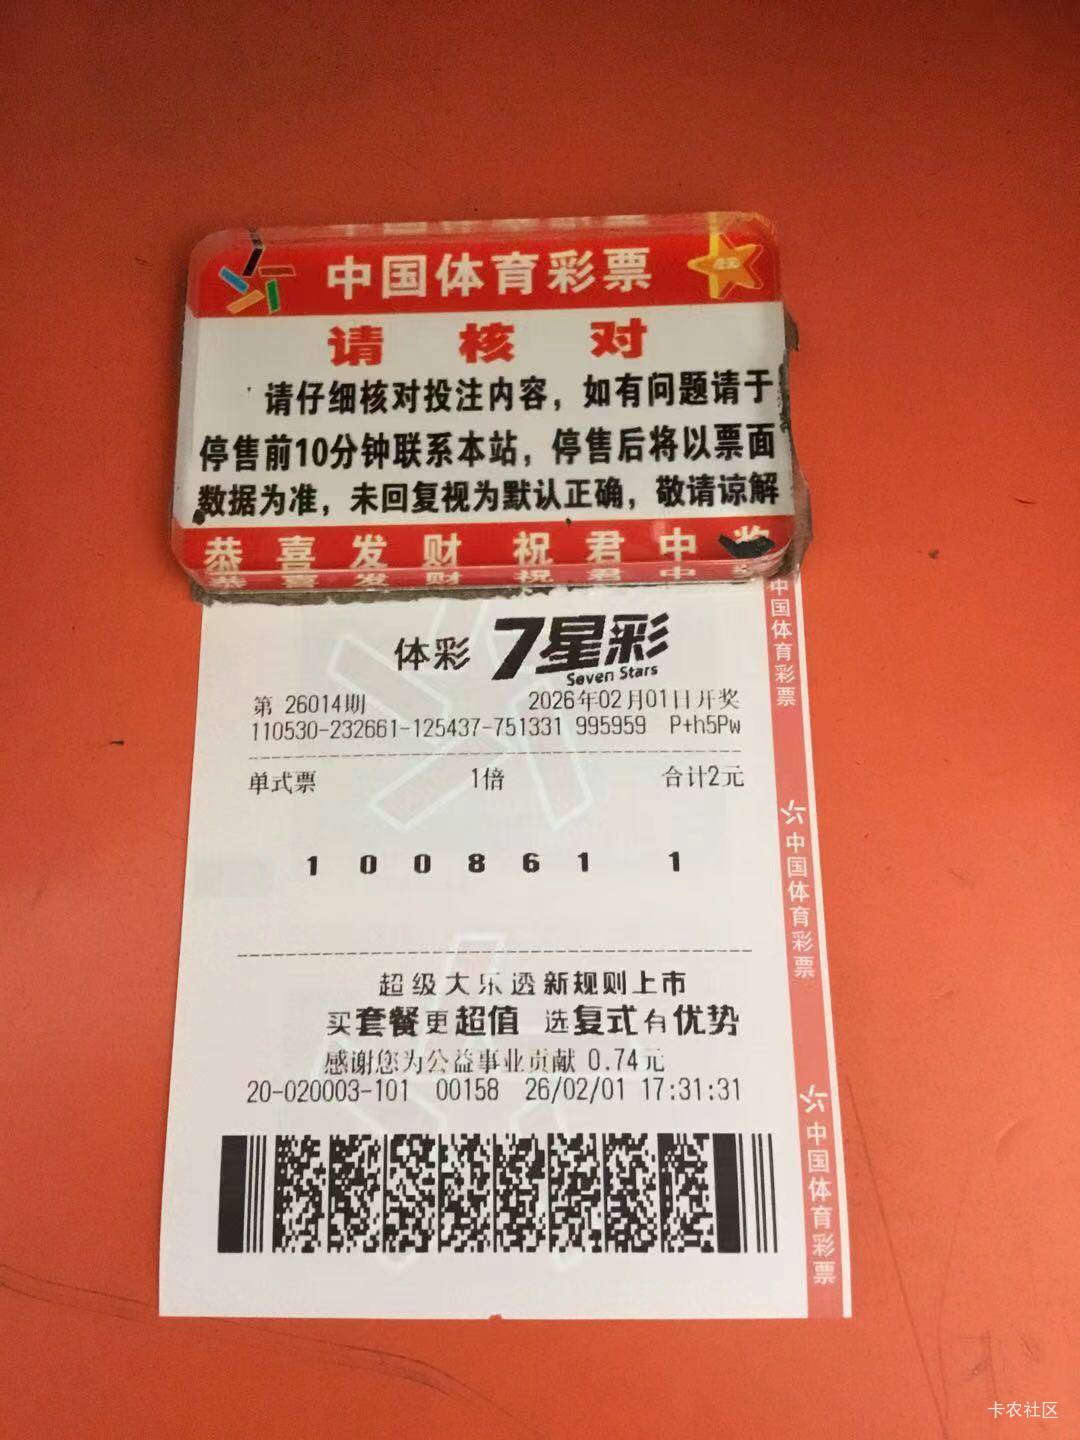 中国体育彩票
请 核 对
请仔细核对投注内容，如有问题请于
停售前10分钟联系本站，停售后将以票面
数据为准，未回复视为默认正确，敬请谅解
恭喜发财 祝君中奖
体彩 7星彩
Seven Stars
第 26014期 2026年02月01日开奖
110530-232661-125437-751331 995959 P+h5Pw
单式票 1倍 合计2元
1 0 0 8 6 1 1
超级大乐透新规则上市
买套餐更超值 选复式有优势
感谢您为公益事业贡献 0.74元
20-020003-101 00158 26/02/01 17:31:31
中国体育彩票
中国体育彩票
中国体育彩票
卡农社区